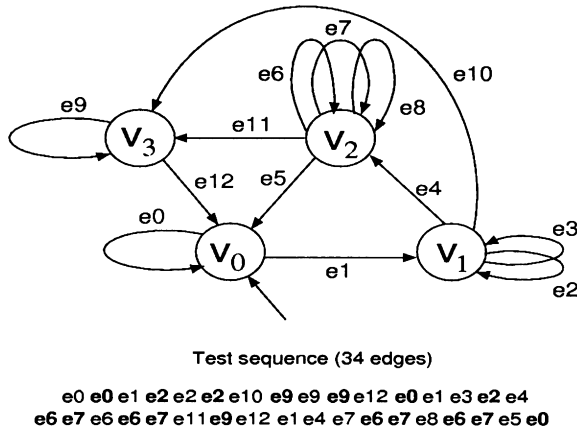 e7
e6
e10
e9
e8
V3
e11
V2
e12
e5
e4
e0
e3
V0
e1
V1
e2
Test sequence (34 edges)
e0 e0 e1 e2 e2 e2 e10 e9 e9 e9 e12 e0 e1 e3 e2 e4
e6 e7 e6 e6 e7 e11 e9 e12 e1 e4 e7 e6 e7 e8 e6 e7 e5 e0